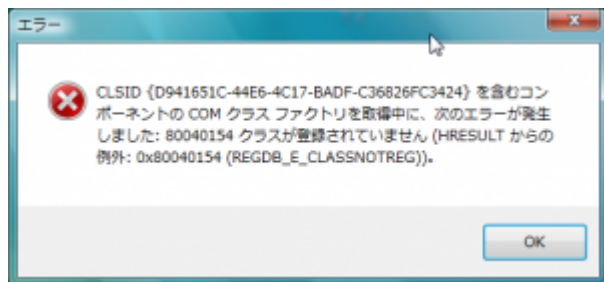 エラー
CLSID {D941651C-44E6-4C17-BADF-C36826FC3424} を含むコン
ポーネントの COM クラス ファクトリを取得中に、次のエラーが発生
しました: 80040154 クラスが登録されていません (HRESULT からの
例外: 0x80040154 (REGDB_E_CLASSNOTREG))。
OK